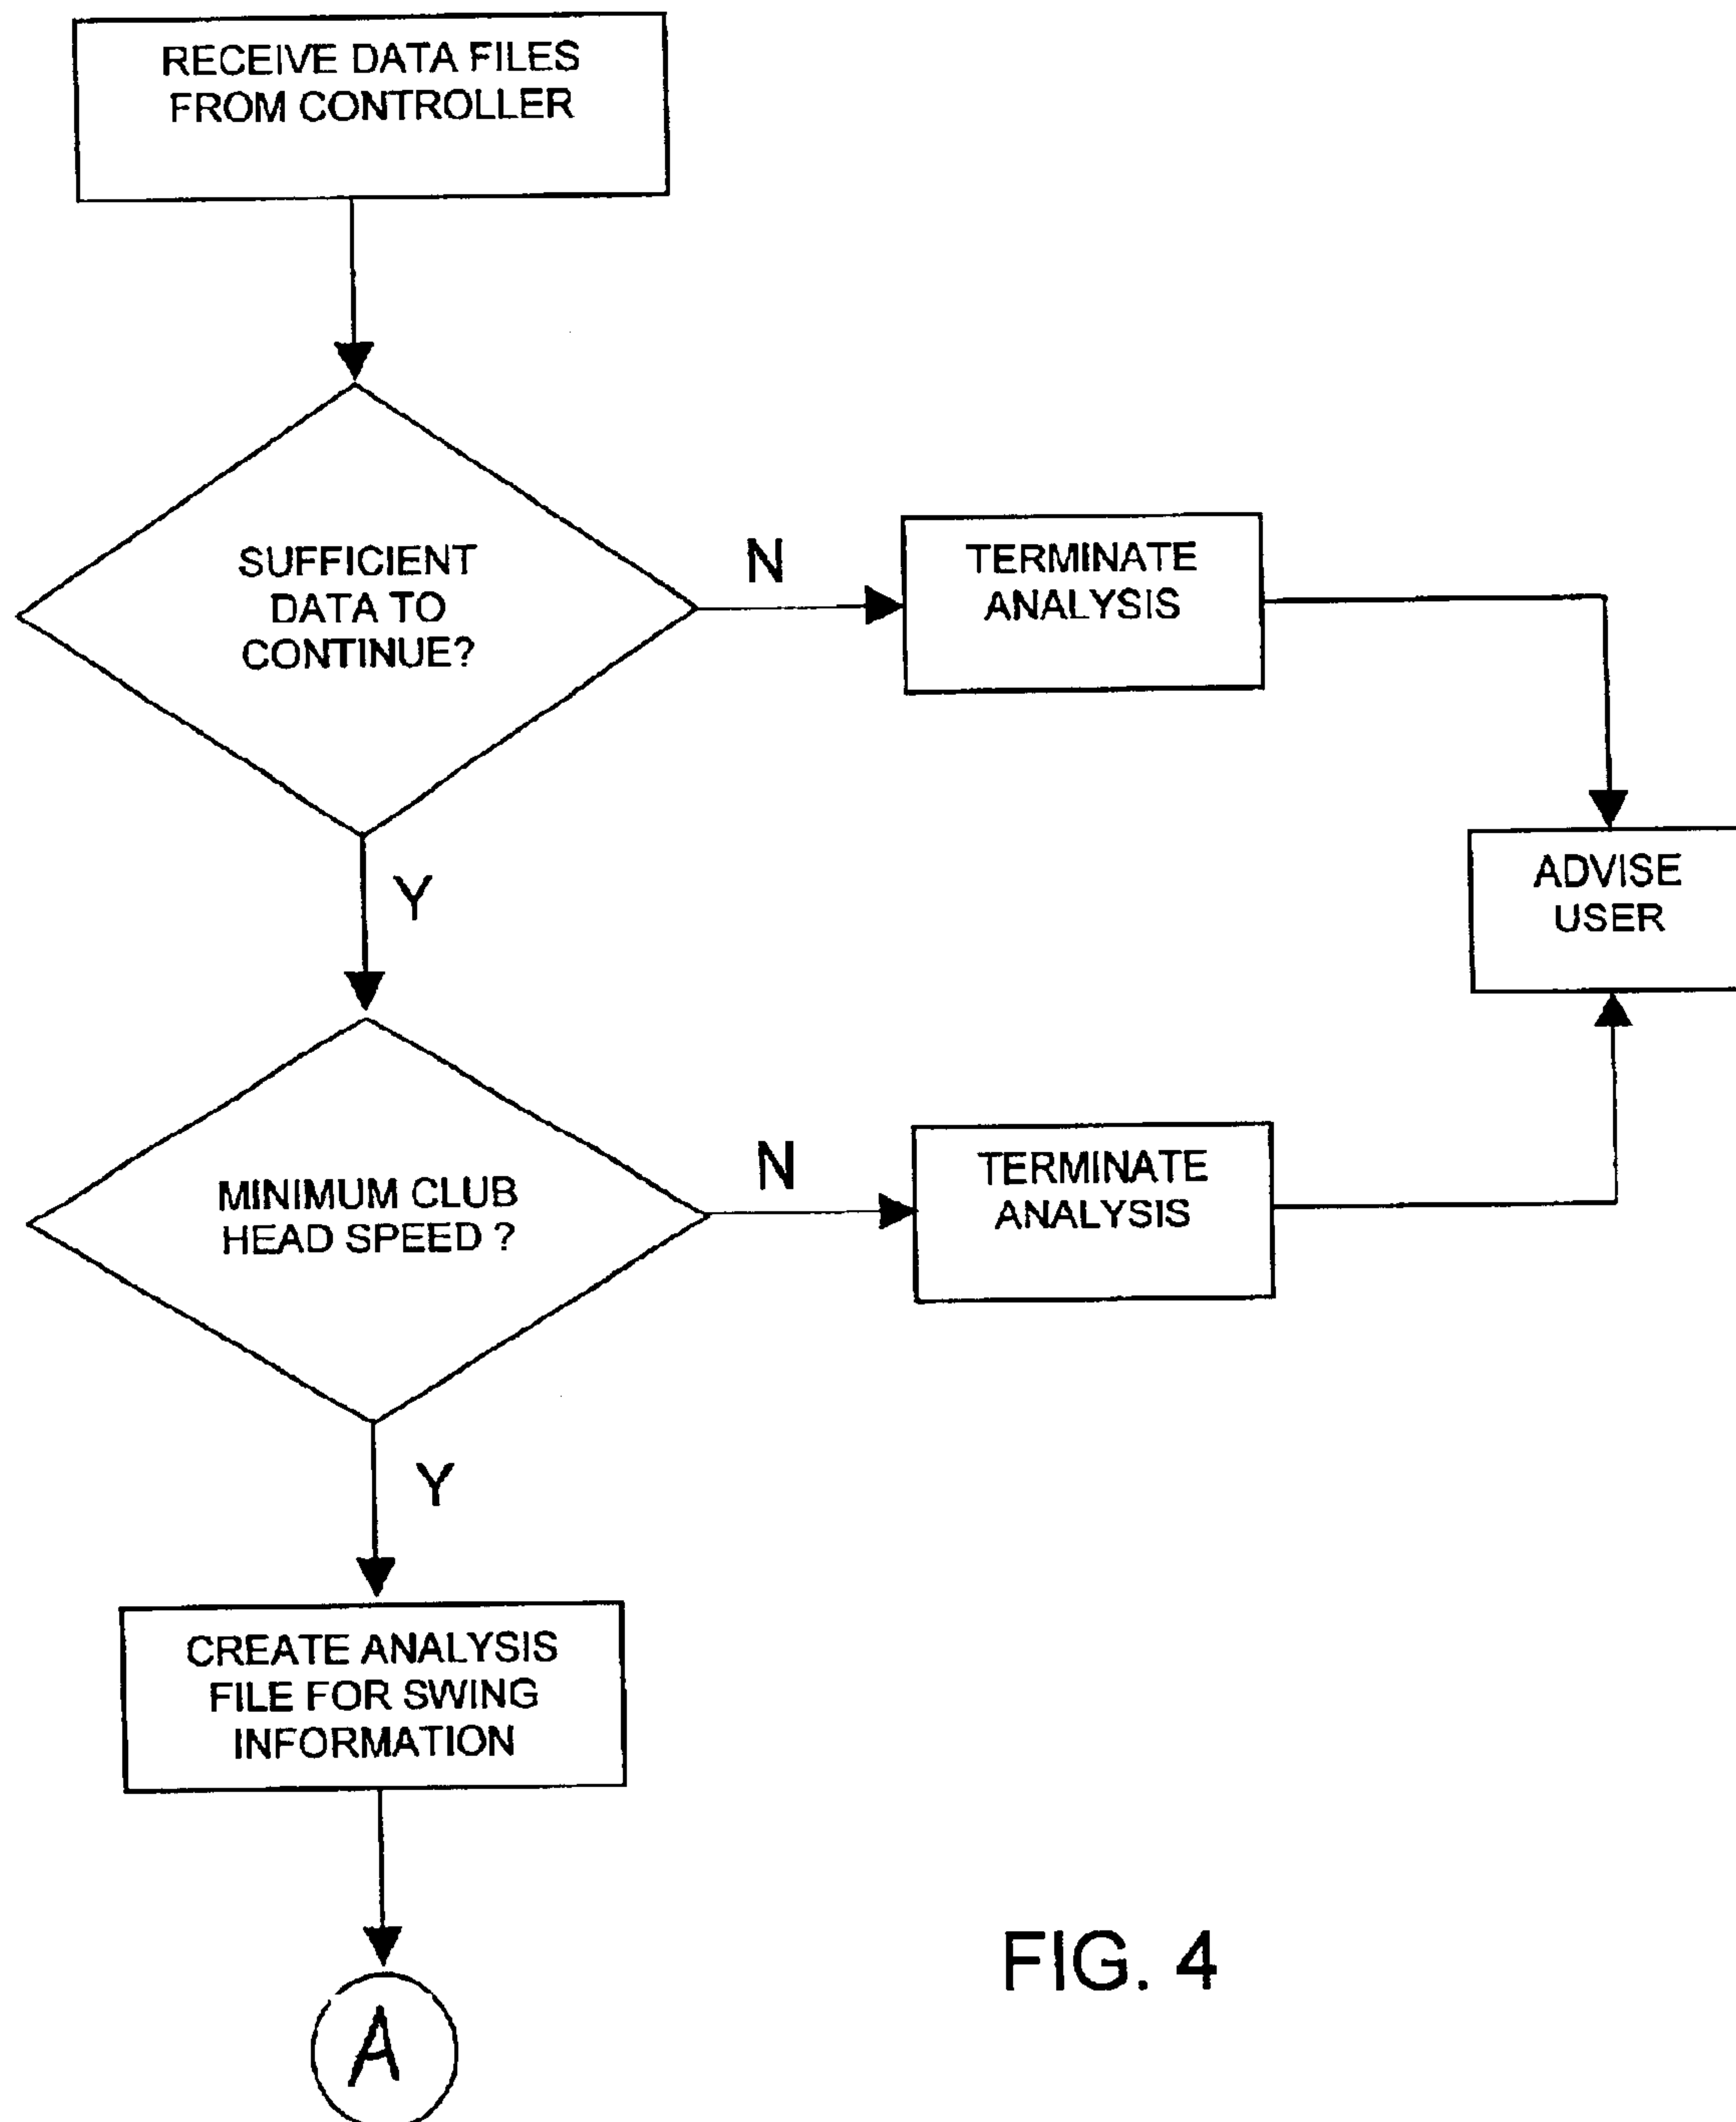 RECEIVE DATA FILES
FROM CONTROLLER
SUFFICIENT
DATA TO
CONTINUE?
N
TERMINATE
ANALYSIS
ADVISE
USER
Y
MINIMUM CLUB
HEAD SPEED ?
N
TERMINATE
ANALYSIS
Y
CREATE ANALYSIS
FILE FOR SWING
INFORMATION
A
FIG. 4